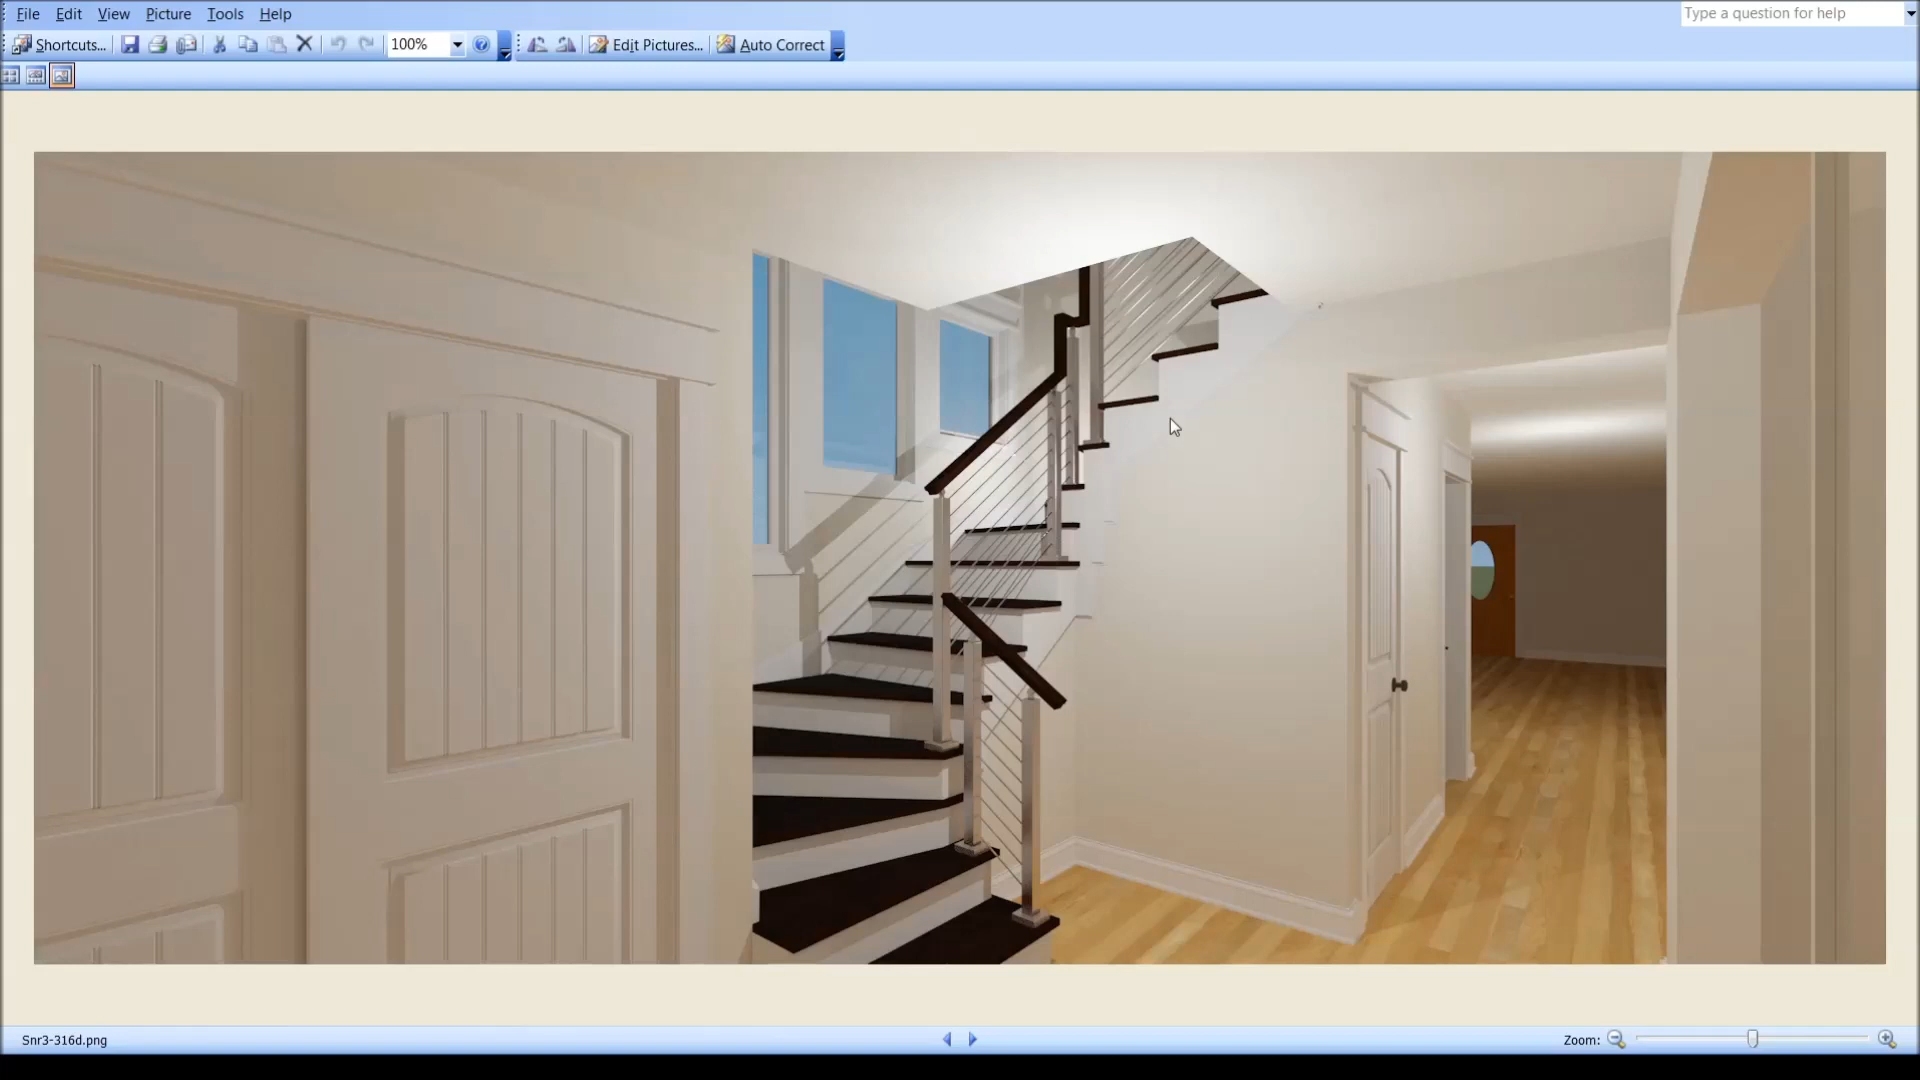 File Edit View Picture Tools Help
Type a question for help
Shortcuts...
100%
Edit Pictures...
Auto Correct
Snr3-316d.png
Zoom: